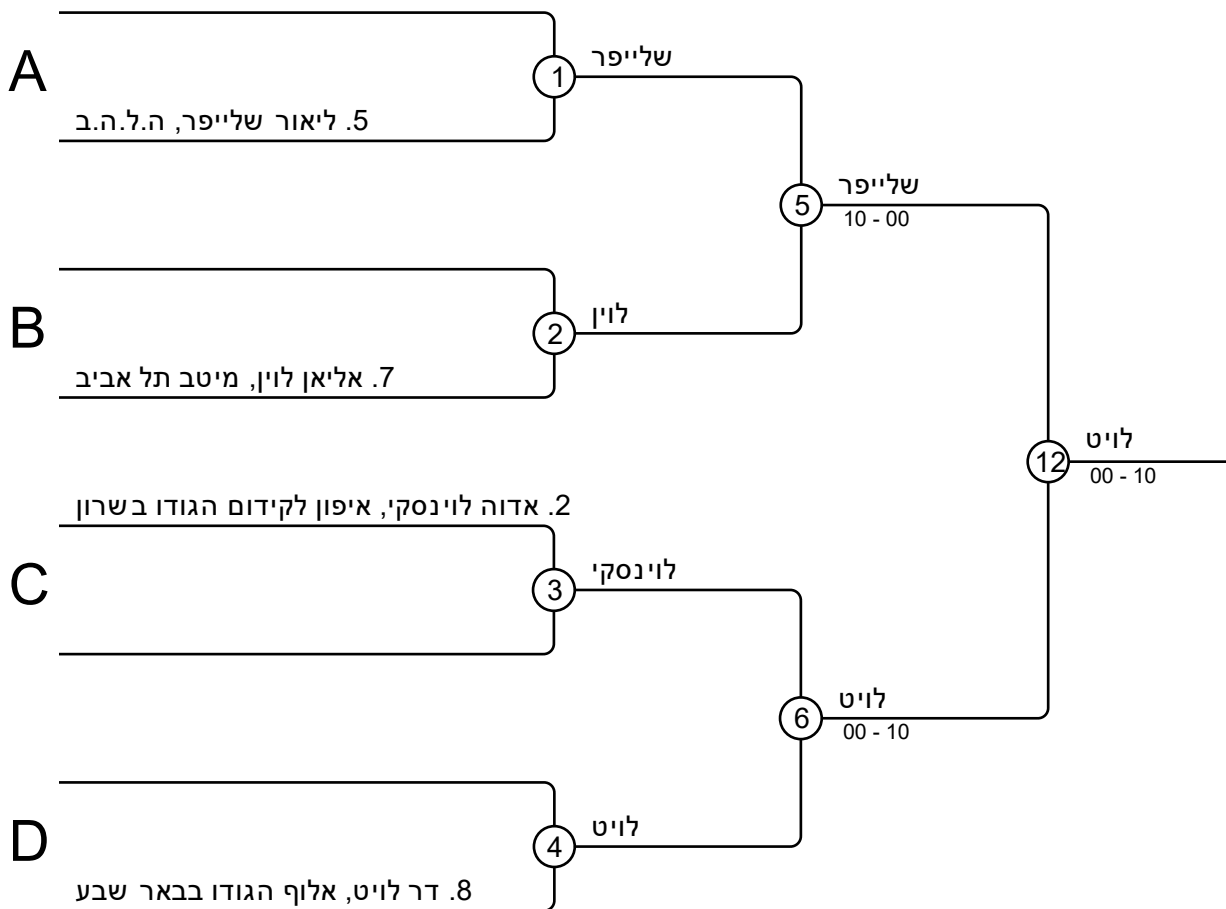 A
1
שלייפר
5. ליאור שלייפר, ה.ל.ה.ב
5
שלייפר
10 - 00
B
2
לוין
7. אליאן לוין, מיטב תל אביב
12
לויט
00 - 10
2. אדוה לוינסקי, איפון לקידום הגודו בשרון
C
3
לוינסקי
6
לויט
00 - 10
D
4
לויט
8. דר לויט, אלוף הגודו בבאר שבע